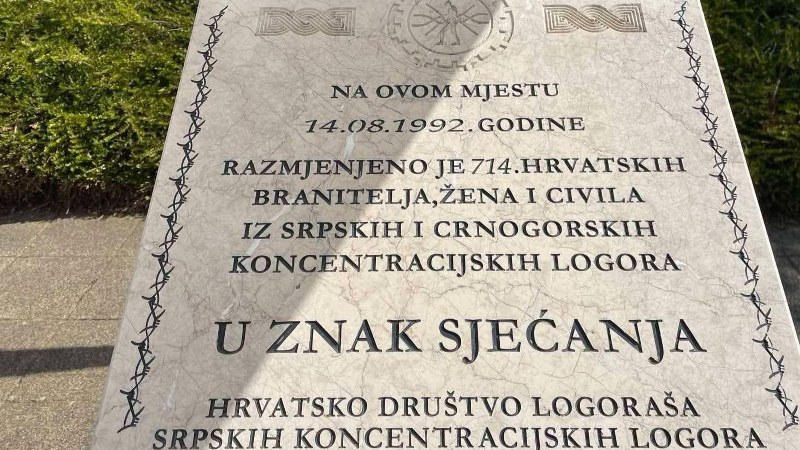 NA OVOM MJESTU
14.08.1992.GODINE
RAZMJENJENO JE 714.HRVATSKIH
BRANITELJA,ŽENA I CIVILA
IZ SRPSKIH I CRNOGORSKIH
KONCENTRACIJSKIH LOGORA
U ZNAK SJEĆANJA
HRVATSKO DRUŠTVO LOGORAŠA
SRPSKIH KONCENTRACIJSKIH LOGORA